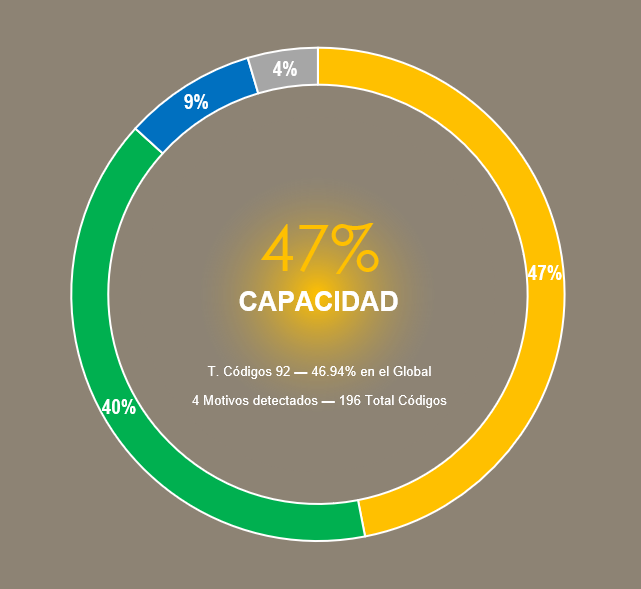 4%
9%
47%
47%
CAPACIDAD
T. Códigos 92 — 46.94% en el Global
4 Motivos detectados — 196 Total Códigos
40%